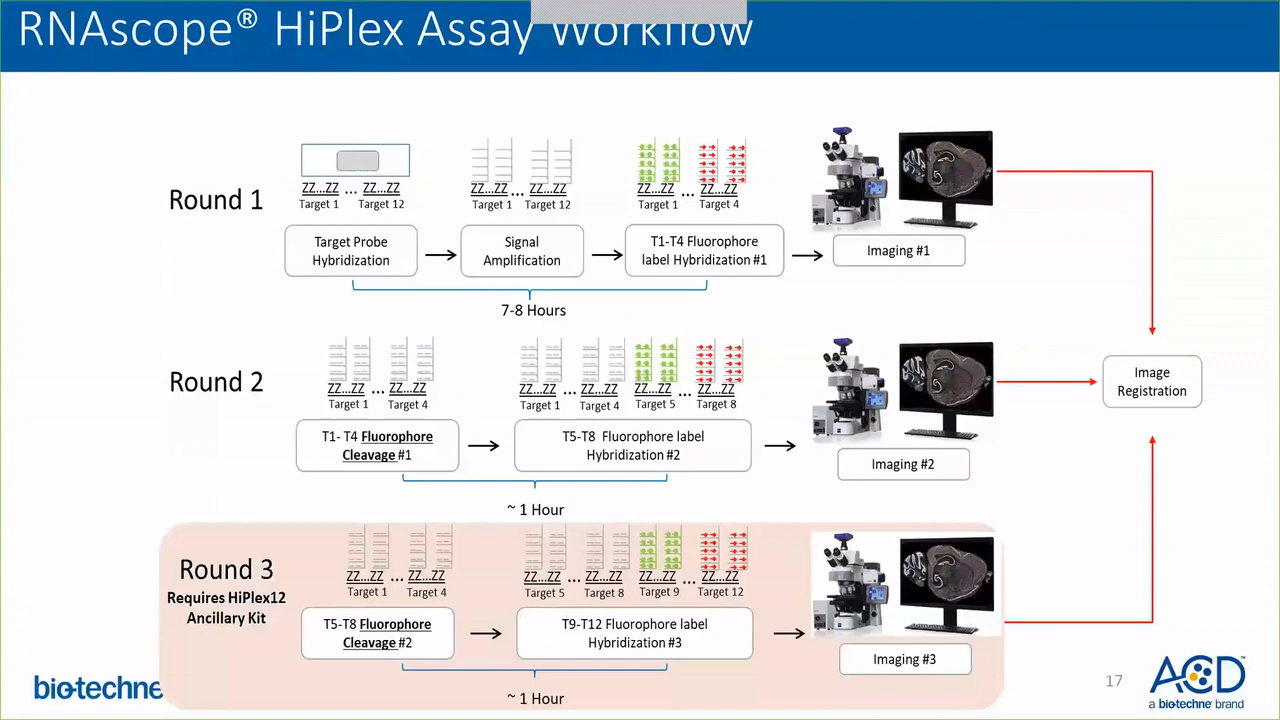 RNAscope® HiPlex Assay Workflow
Round 1
ZZ...ZZ ... ZZ...ZZ
Target 1 Target 12
ZZ...ZZ ... ZZ...ZZ
Target 1 Target 12
ZZ...ZZ ... ZZ...ZZ
Target 1 Target 4
Target Probe
Hybridization
Signal
Amplification
T1-T4 Fluorophore
label Hybridization #1
Imaging #1
7-8 Hours
Round 2
ZZ...ZZ ... ZZ...ZZ
Target 1 Target 4
ZZ...ZZ ... ZZ...ZZ ZZ...ZZ ... ZZ...ZZ
Target 1 Target 4 Target 5 Target 8
T1- T4 Fluorophore
Cleavage #1
T5-T8 Fluorophore label
Hybridization #2
Imaging #2
~ 1 Hour
Image
Registration
Round 3
Requires HiPlex12
Ancillary Kit
ZZ...ZZ ... ZZ...ZZ
Target 1 Target 4
ZZ...ZZ ... ZZ...ZZ ZZ...ZZ ... ZZ...ZZ
Target 5 Target 8 Target 9 Target 12
T5-T8 Fluorophore
Cleavage #2
T9-T12 Fluorophore label
Hybridization #3
Imaging #3
~ 1 Hour
bio-techne
17
ACD™
a bio-techne brand